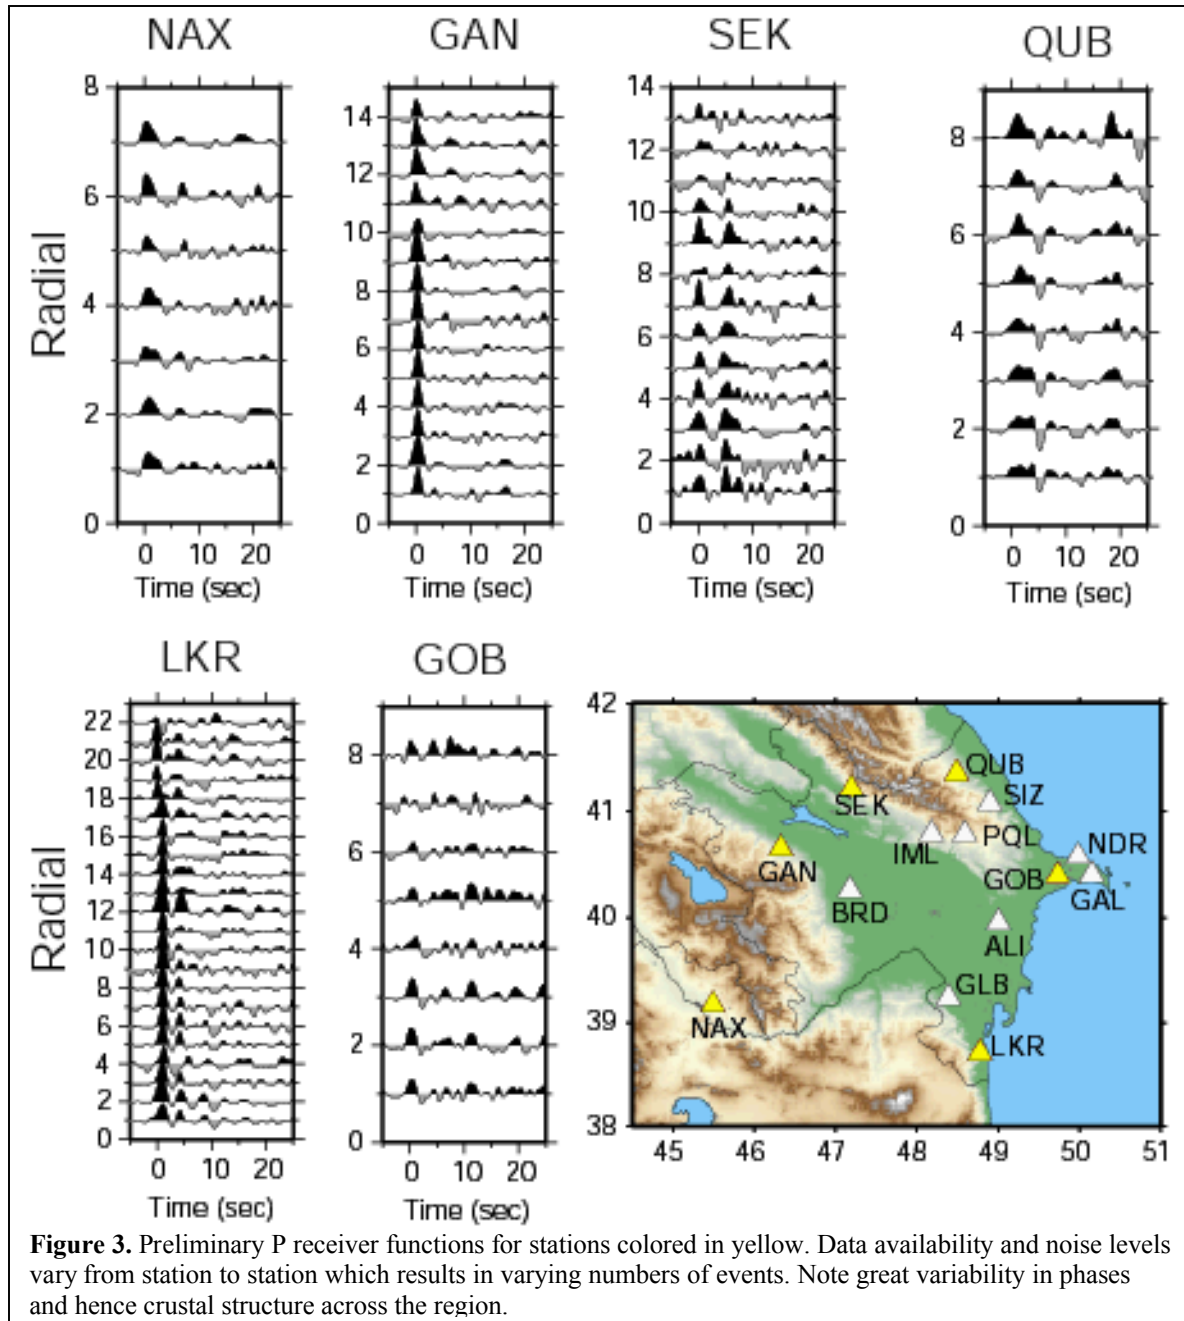 NAX
GAN
SEK
QUB
8
6
4
2
0
14
12
10
8
6
4
2
0
14
12
10
8
6
4
2
0
8
6
4
2
0
Radial
0 10 20
0 10 20
0 10 20
0 10 20
Time (sec)
Time (sec)
Time (sec)
Time (sec)
LKR
GOB
22
20
18
16
14
12
10
8
6
4
2
0
8
6
4
2
0
Radial
0 10 20
0 10 20
Time (sec)
Time (sec)
42
41
40
39
38
QUB
SIZ
SEK
PQL
NDR
IML
GAN
GOB
GAL
BRD
ALI
GLB
NAX
LKR
45 46 47 48 49 50 51
Figure 3. Preliminary P receiver functions for stations colored in yellow. Data availability and noise levels
vary from station to station which results in varying numbers of events. Note great variability in phases
and hence crustal structure across the region.